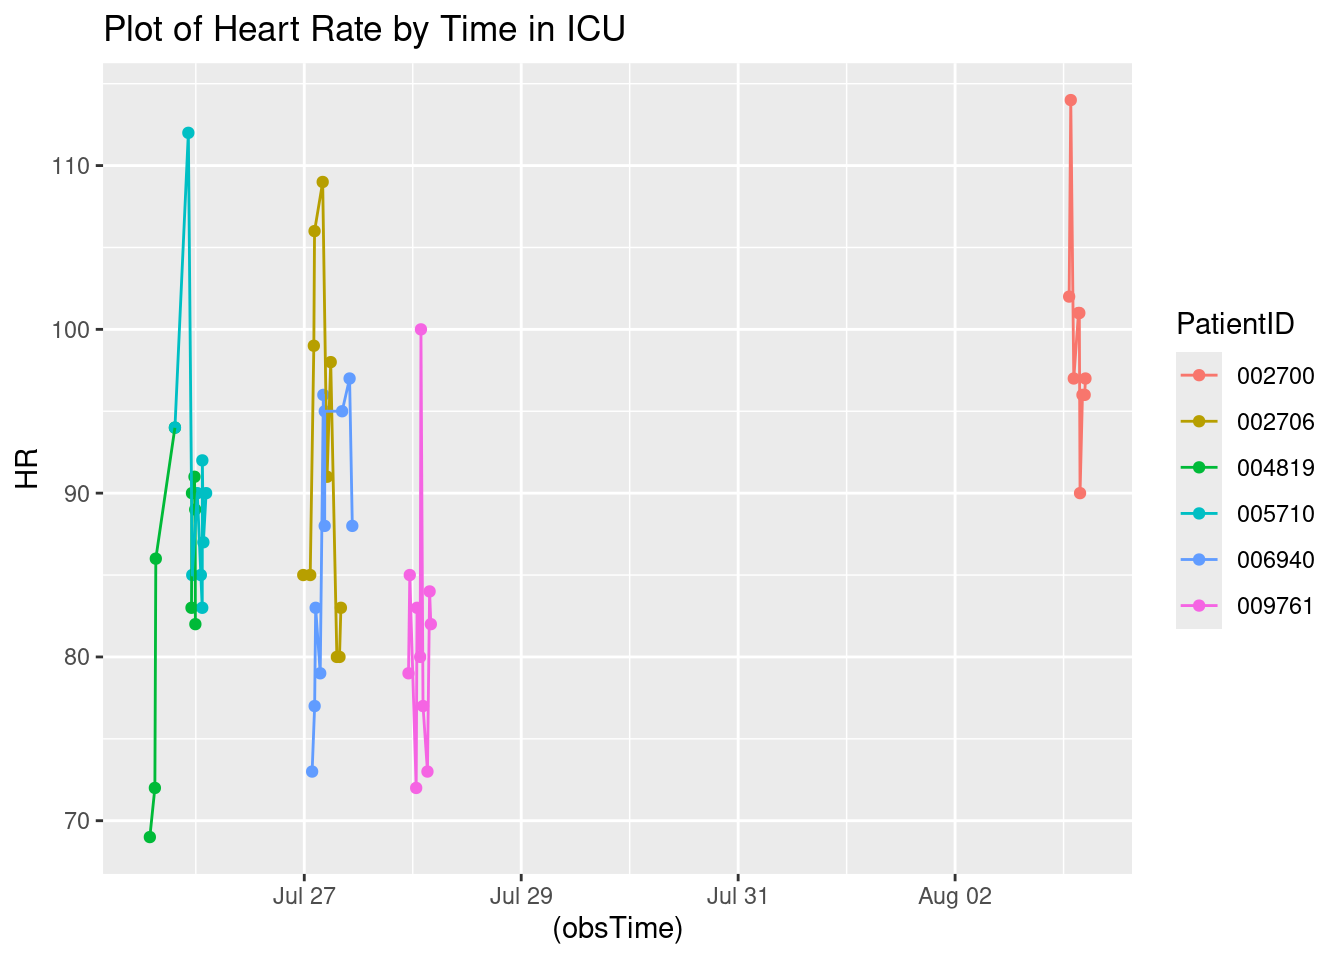 Plot of Heart Rate by Time in ICU
HR
110
100
90
80
70
Jul 27 Jul 29 Jul 31 Aug 02
(obsTime)
PatientID
002700
002706
004819
005710
006940
009761